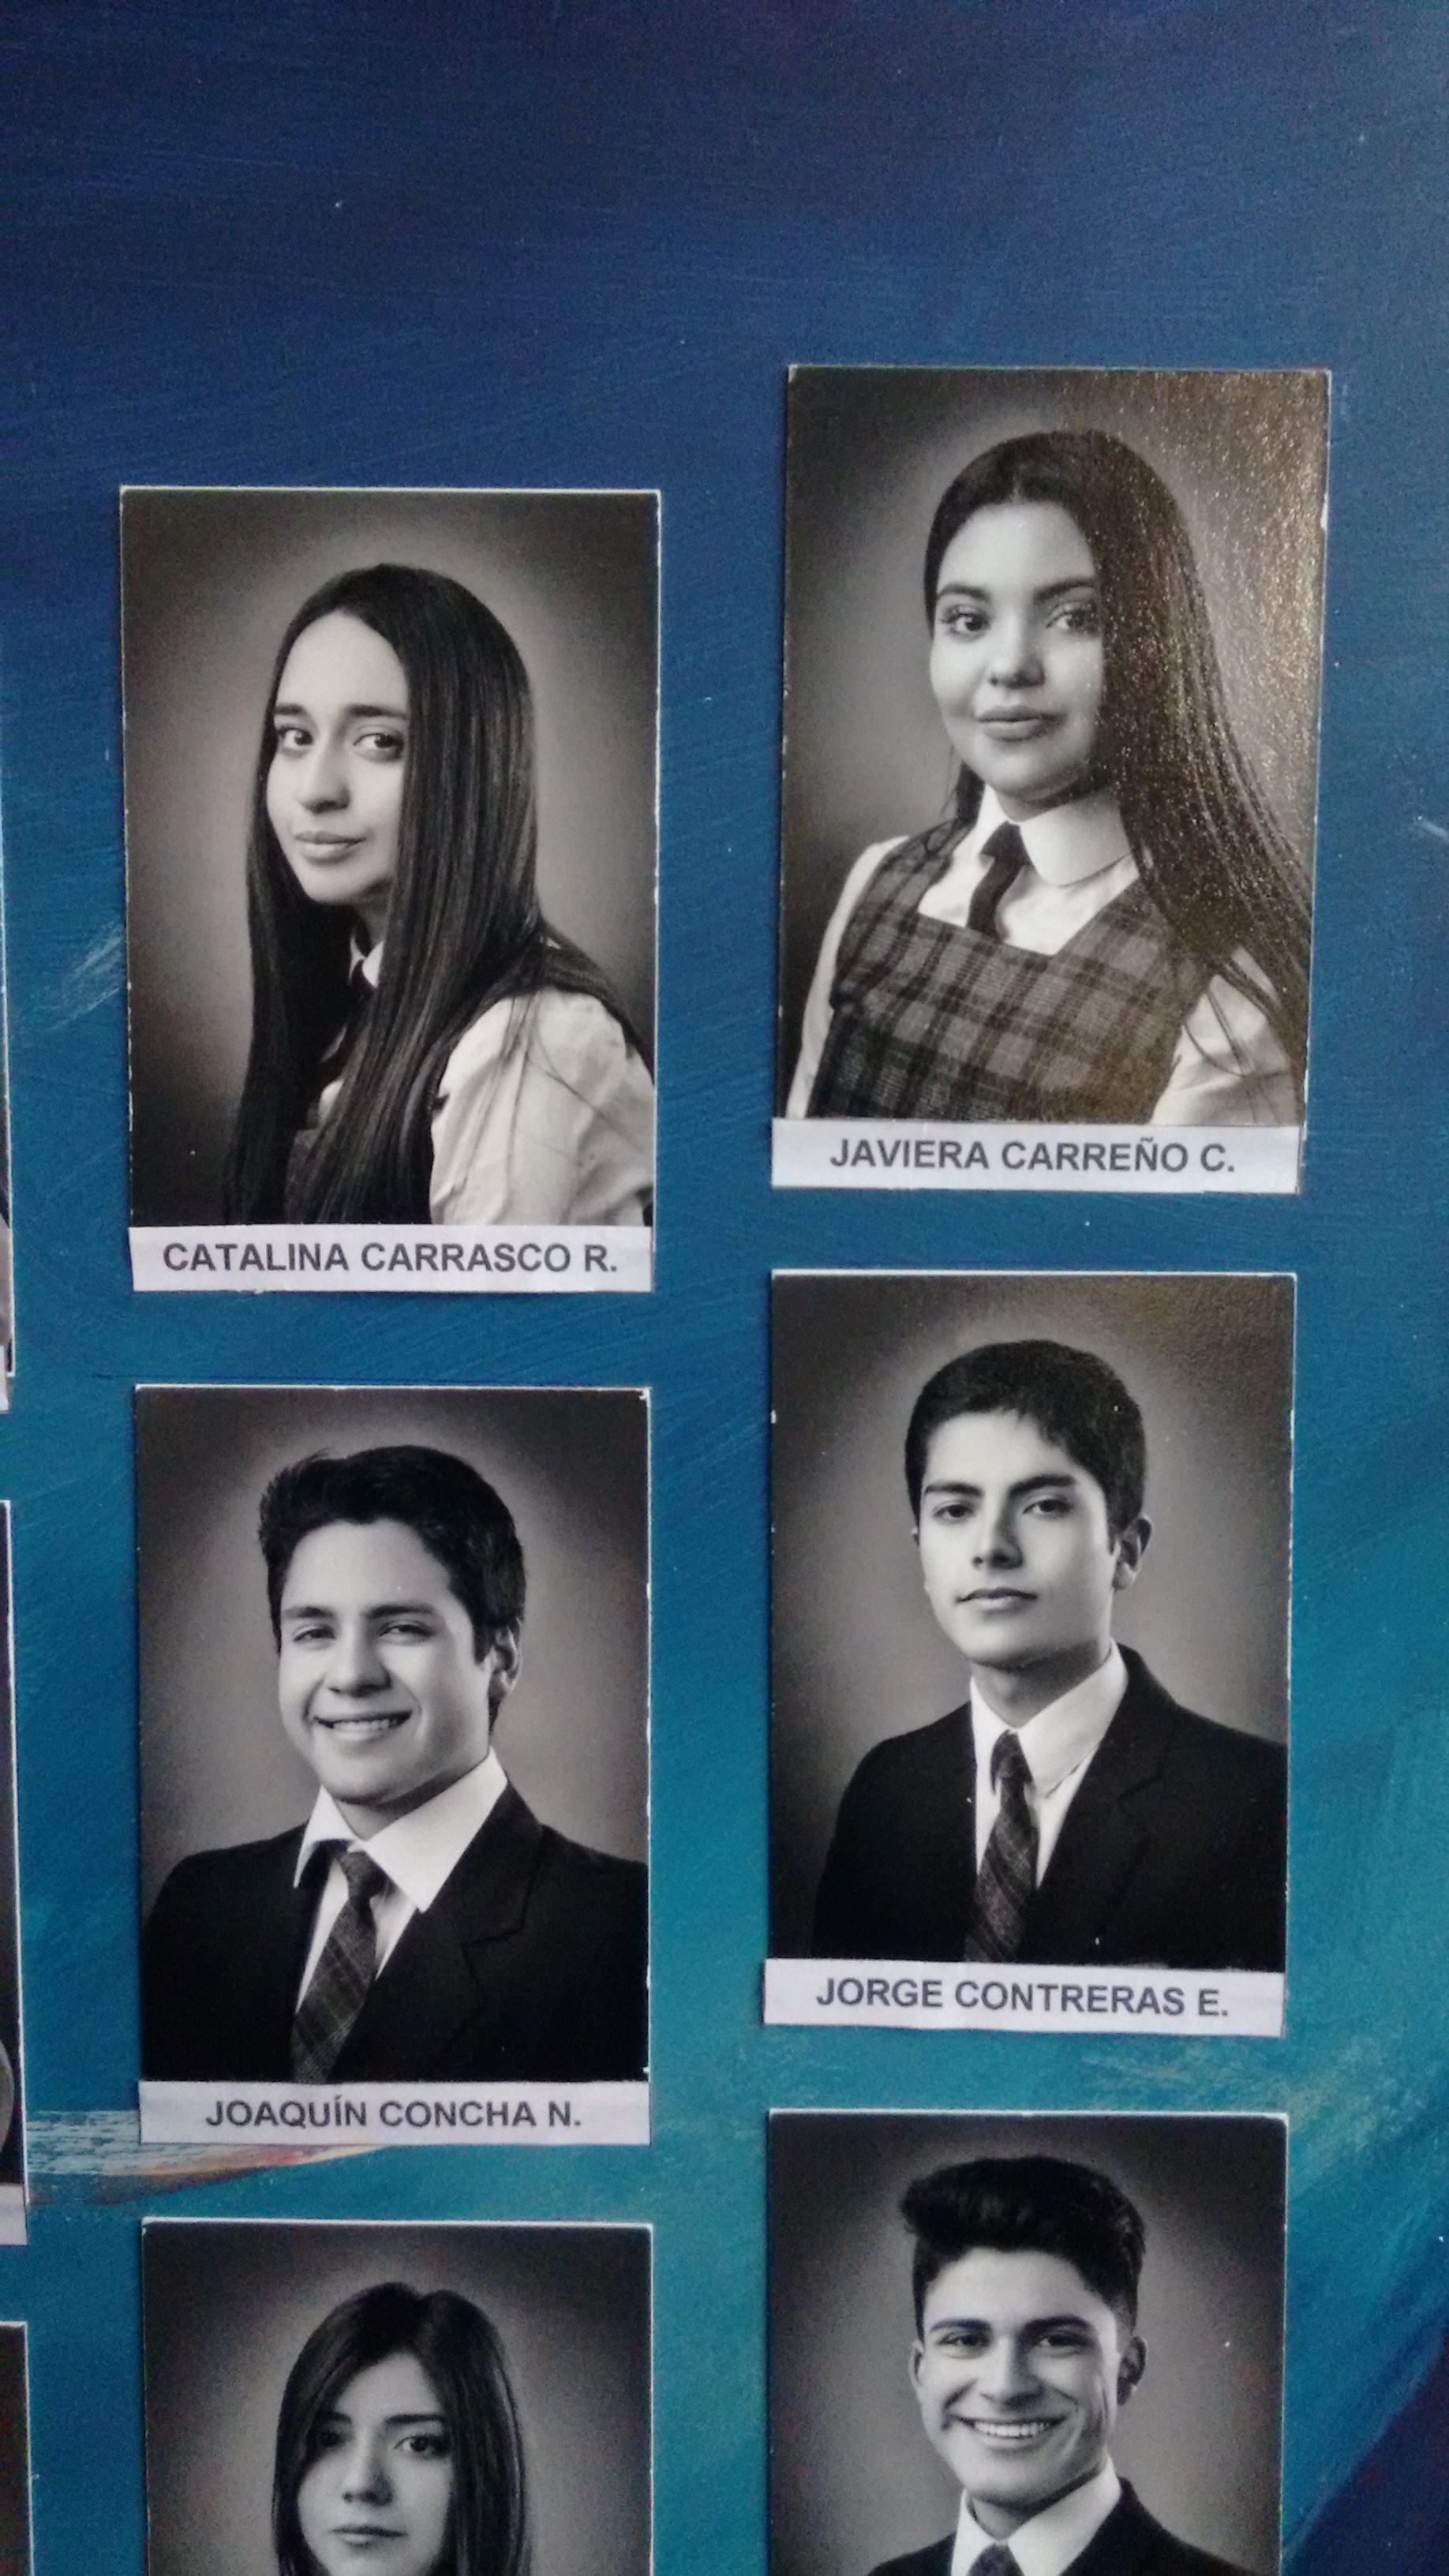 CATALINA CARRASCO R.
JAVIERA CARREÑO C.
JOAQUÍN CONCHA N.
JORGE CONTRERAS E.